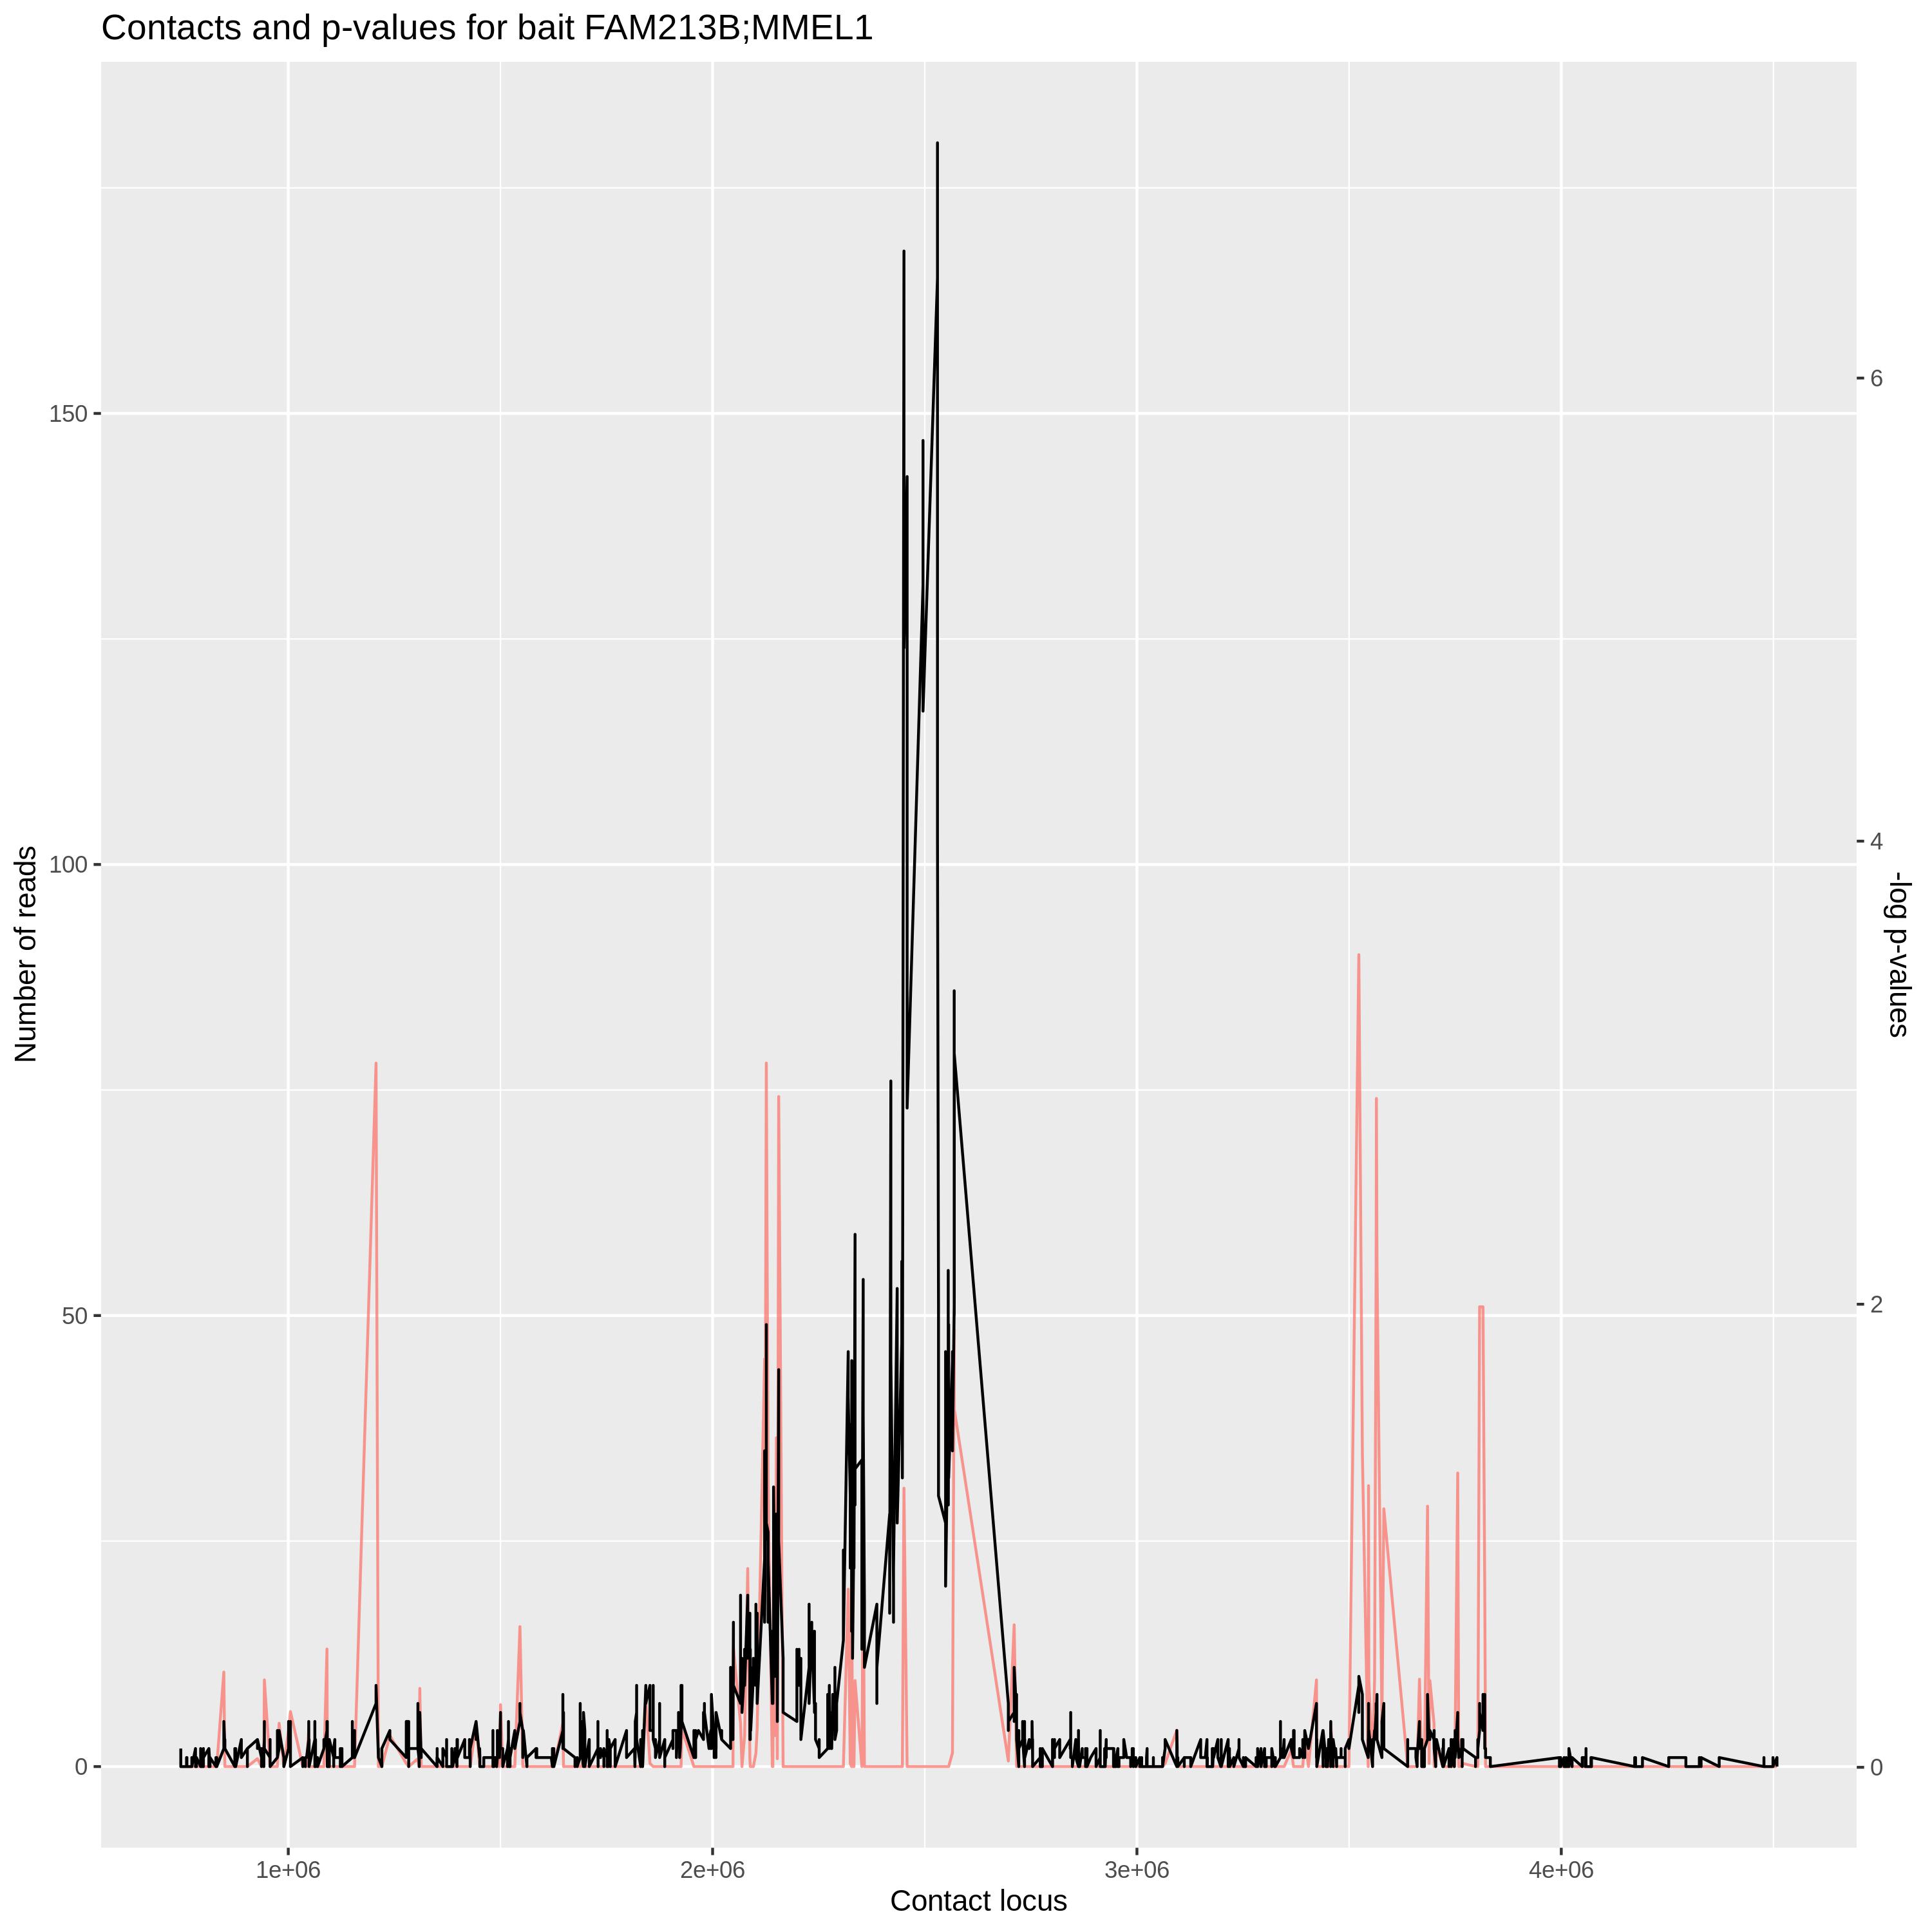 Contacts and p-values for bait FAM213B;MMEL1
Number of reads
150
100
50
0
6
4
2
0
-log p-values
1e+06
2e+06
3e+06
4e+06
Contact locus